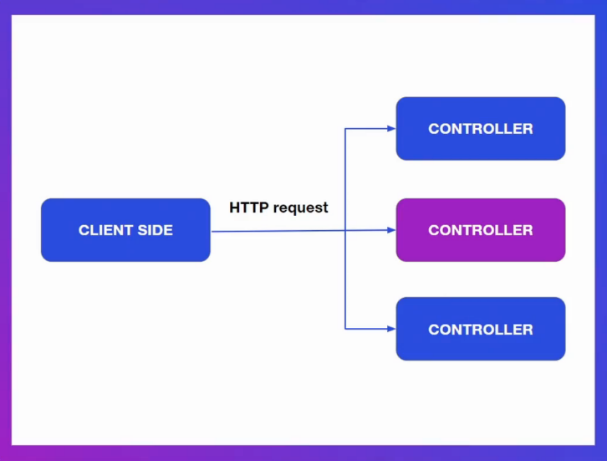 CONTROLLER
HTTP request
CLIENT SIDE
CONTROLLER
CONTROLLER